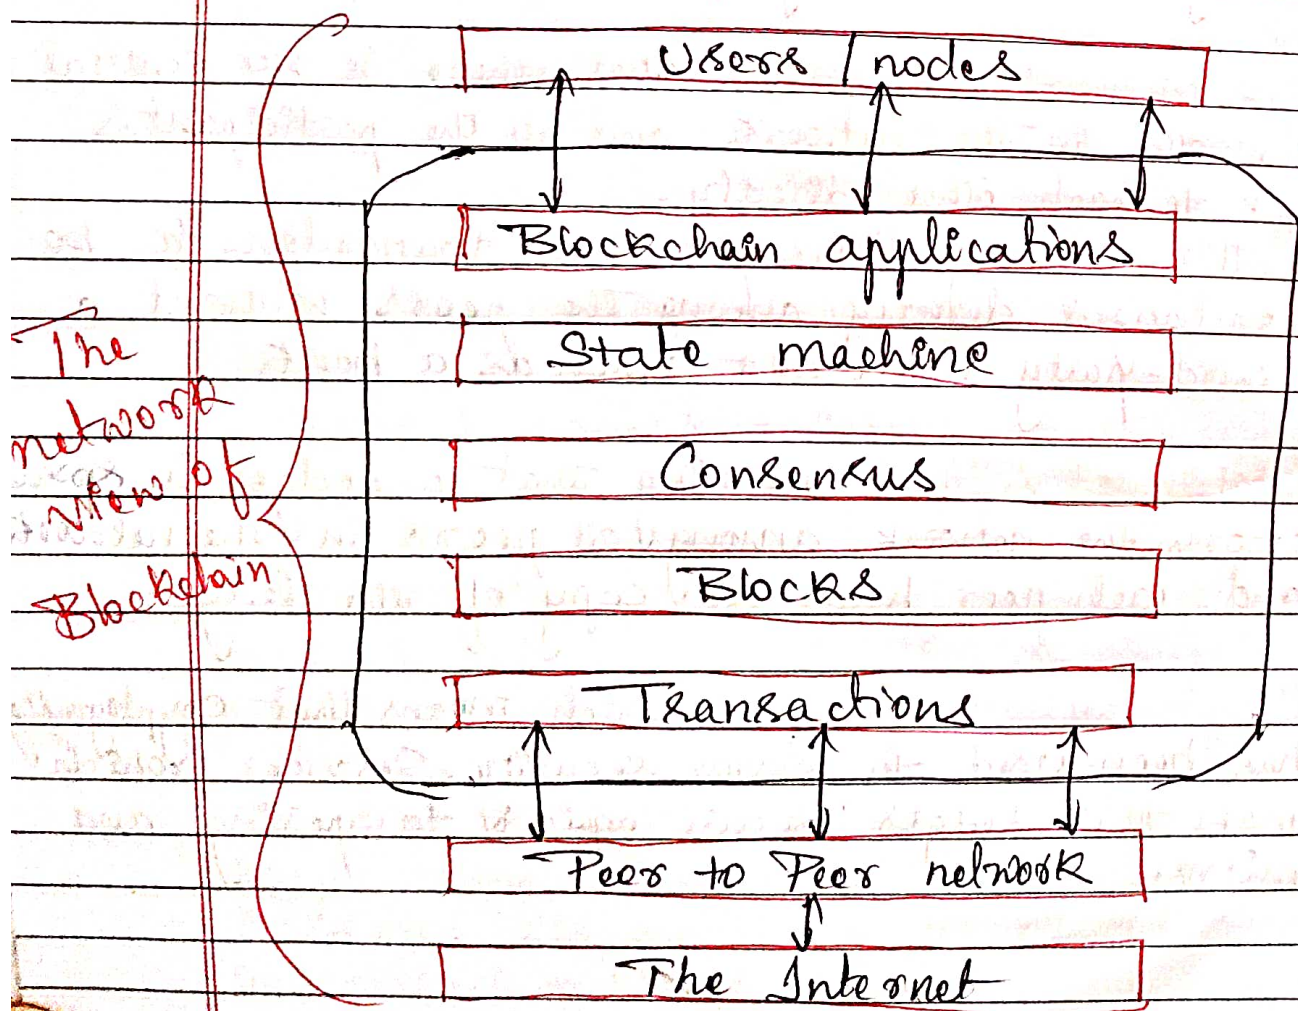 Users / nodes
Blockchain applications
State machine
Consensus
Blocks
Transactions
Peer to Peer network
The Internet
The
network
view of
Blockchain